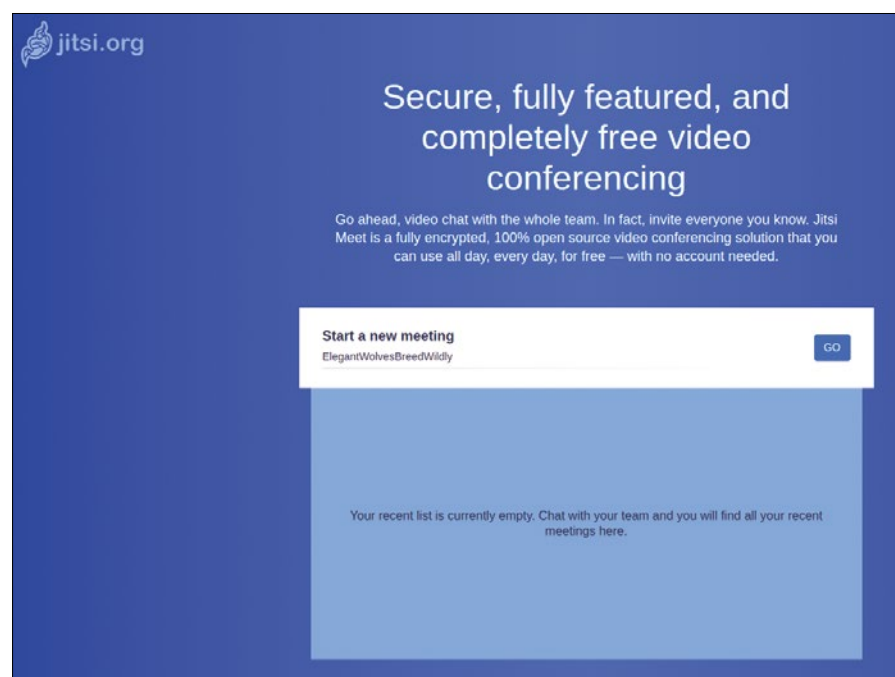 jitsi.org
Secure, fully featured, and
completely free video
conferencing
Go ahead, video chat with the whole team. In fact, invite everyone you know. Jitsi
Meet is a fully encrypted, 100% open source video conferencing solution that you
can use all day, every day, for free — with no account needed.
Start a new meeting
ElegantWolvesBreedWildly
GO
Your recent list is currently empty. Chat with your team and you will find all your recent
meetings here.